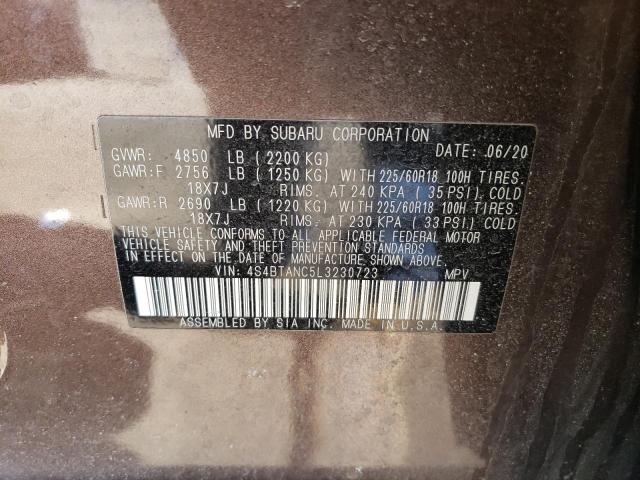 MFD BY SUBARU CORPORATION
GVWR: 4850 LB ( 2200 KG) DATE: 06/20
GAWR:F 2756 LB ( 1250 KG) WITH 225/60R18 100H TIRES.
18X7J RIMS. AT 240 KPA ( 35 PSI) COLD
GAWR:R 2690 LB ( 1220 KG) WITH 225/60R18 100H TIRES.
18X7J RIMS. AT 230 KPA ( 33 PSI) COLD
THIS VEHICLE CONFORMS TO ALL APPLICABLE FEDERAL MOTOR
VEHICLE SAFETY AND THEFT PREVENTION STANDARDS
IN EFFECT ON THE DATE OF MANUFACTURE SHOWN ABOVE.
VIN: 4S4BTANC5L3230723 MPV
ASSEMBLED BY SIA INC. MADE IN U.S.A.